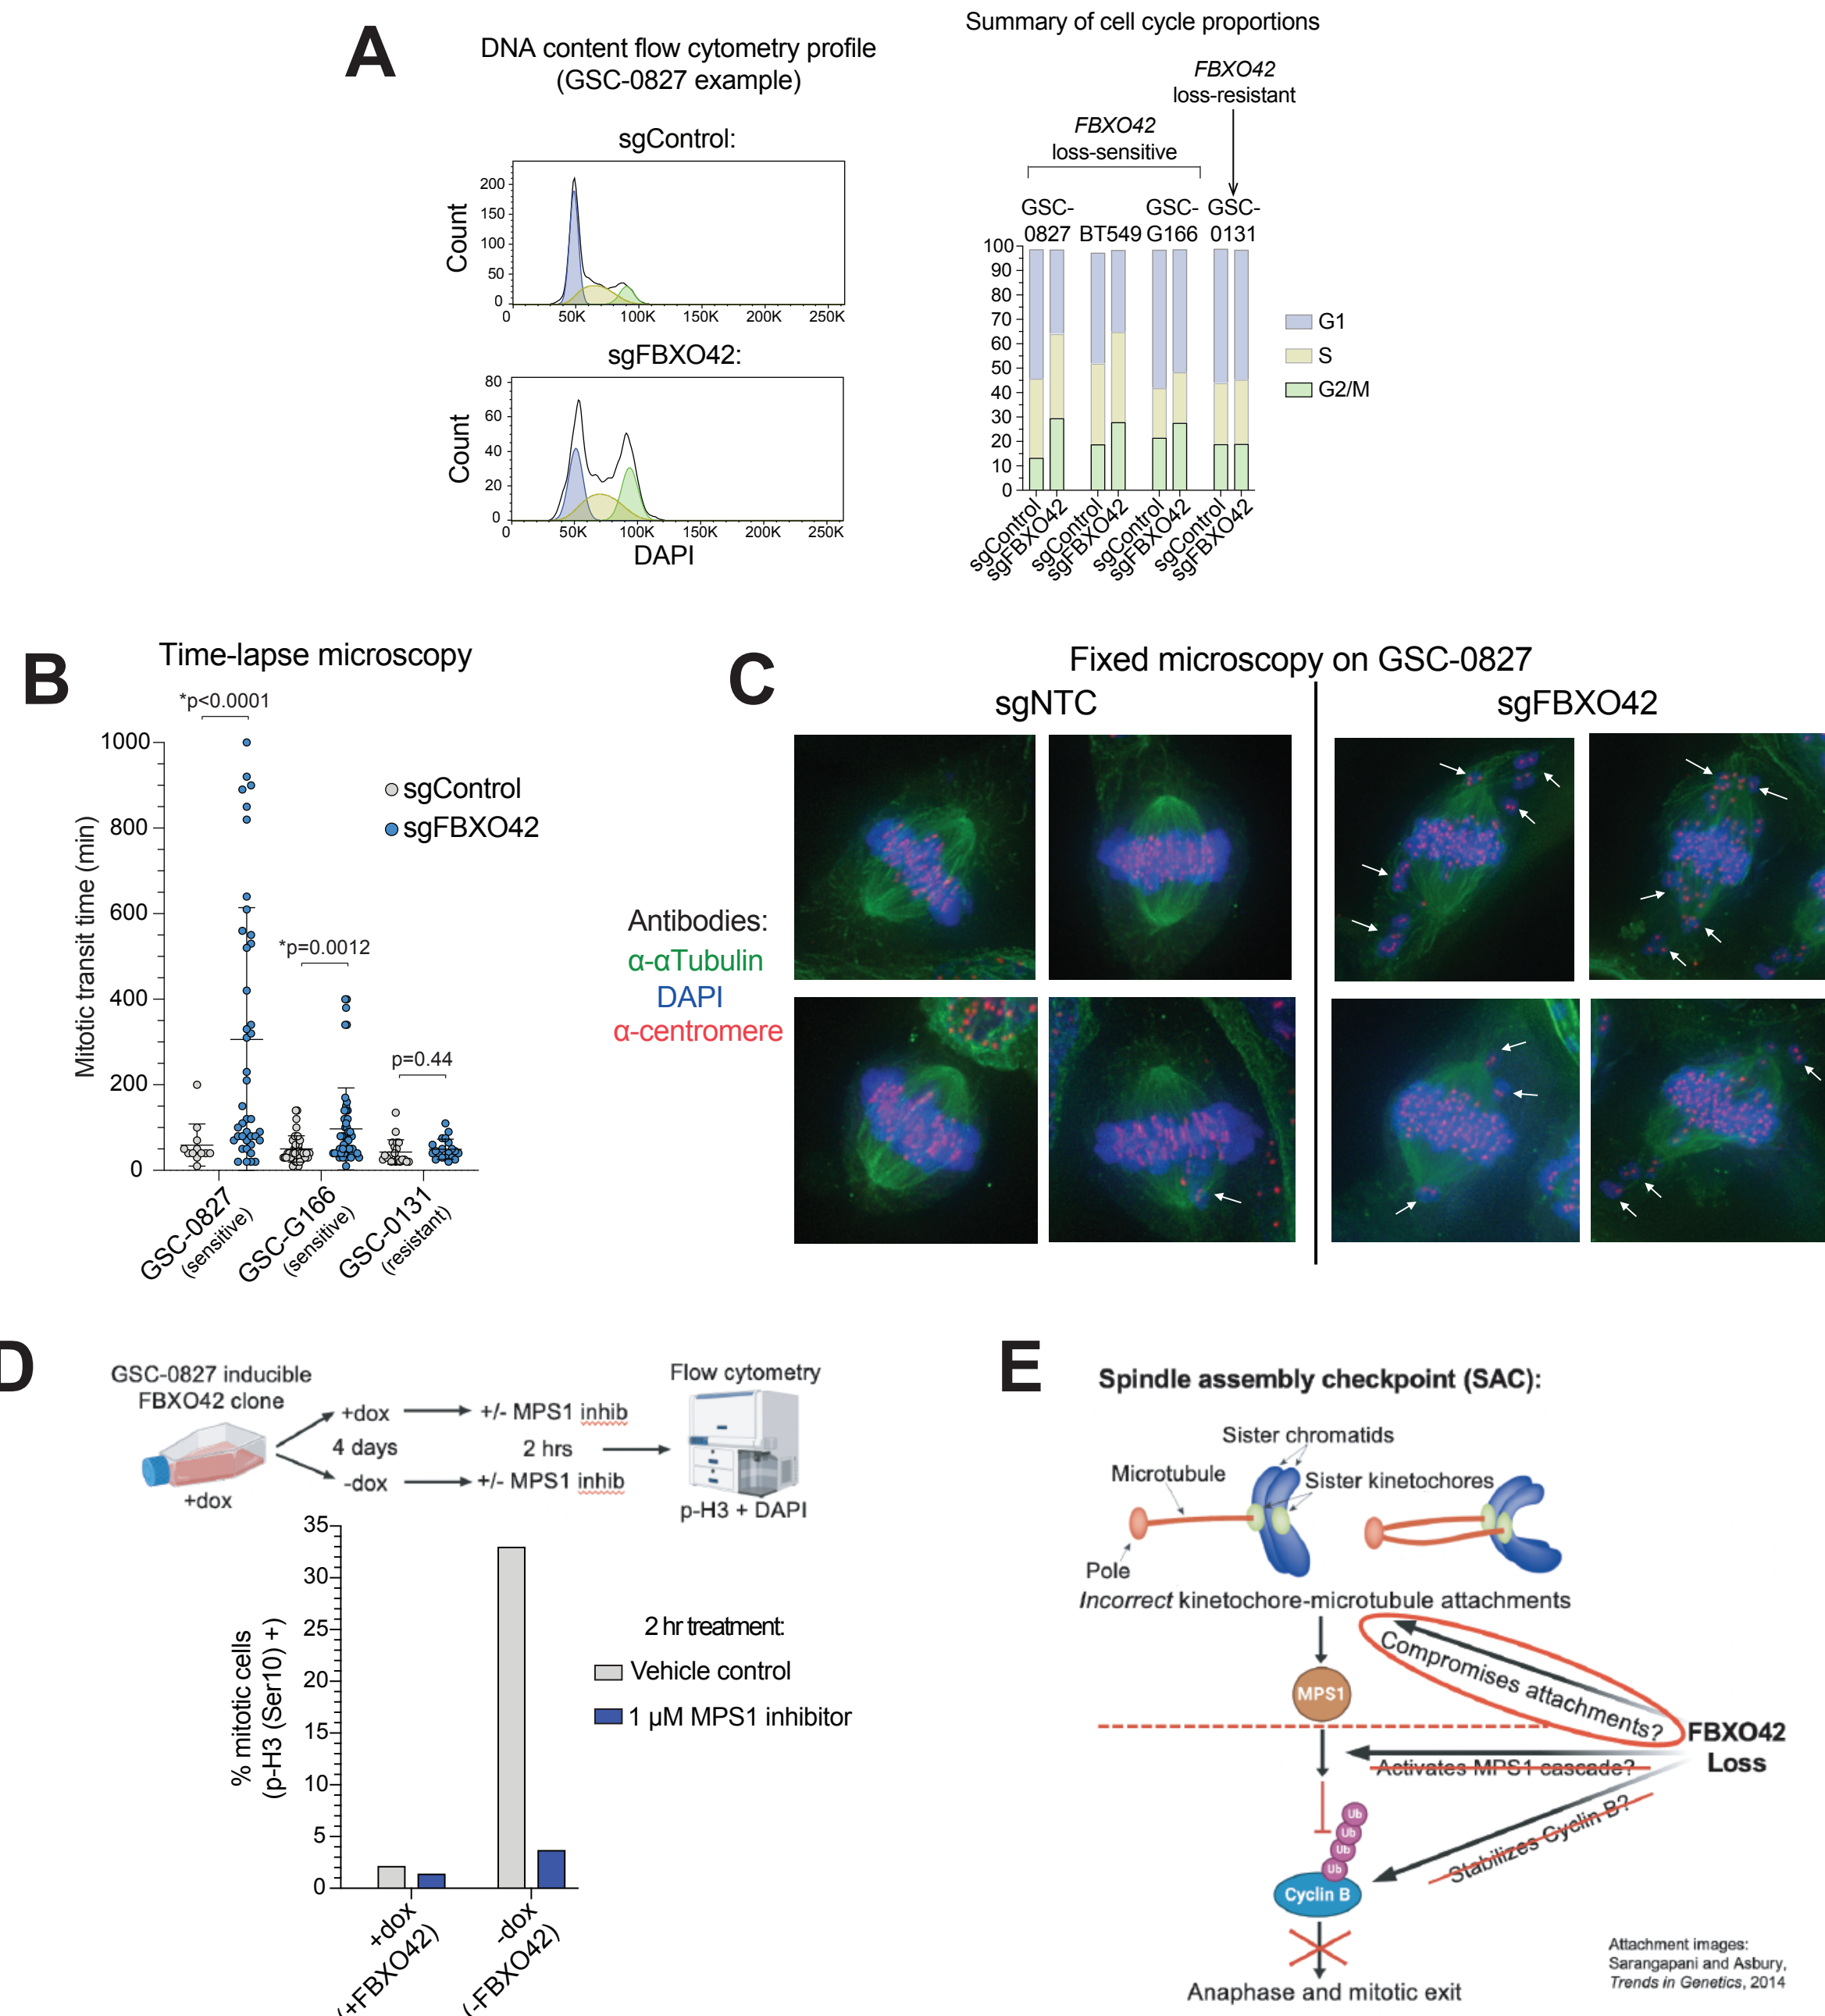 A
DNA content flow cytometry profile
(GSC-0827 example)
sgControl:
Count
200
150
100
50
0
0 50K 100K 150K 200K 250K
sgFBXO42:
Count
80
60
40
20
0
0 50K 100K 150K 200K 250K
DAPI
Summary of cell cycle proportions
FBXO42
loss-resistant
FBXO42
loss-sensitive
GSC- GSC- GSC-
0827 BT549 G166 0131
100
90
80
70
60
50
40
30
20
10
0
G1
S
G2/M
sgControl
sgFBXO42
sgControl
sgFBXO42
sgControl
sgFBXO42
sgControl
sgFBXO42
B
Time-lapse microscopy
*p<0.0001
*p=0.0012
p=0.44
sgControl
sgFBXO42
Mitotic transit time (min)
1000
800
600
400
200
0
GSC-0827
(sensitive)
GSC-G166
(sensitive)
GSC-0131
(resistant)
C
Fixed microscopy on GSC-0827
sgNTC sgFBXO42
Antibodies:
α-αTubulin
DAPI
α-centromere
D
GSC-0827 inducible
FBXO42 clone
+dox
+dox
4 days
-dox
+/- MPS1 inhib
2 hrs
+/- MPS1 inhib
Flow cytometry
p-H3 + DAPI
% mitotic cells
(p-H3 (Ser10) +)
35
30
25
20
15
10
5
0
2 hr treatment:
Vehicle control
1 µM MPS1 inhibitor
+dox
(+FBXO42)
-dox
(-FBXO42)
E
Spindle assembly checkpoint (SAC):
Sister chromatids
Microtubule
Sister kinetochores
Pole
Incorrect kinetochore-microtubule attachments
Compromises attachments?
MPS1
FBXO42
Loss
Activates MPS1 cascade?
Stabilizes Cyclin B?
Ub
Ub
Ub
Ub
Cyclin B
Anaphase and mitotic exit
Attachment images:
Sarangapani and Asbury,
Trends in Genetics, 2014